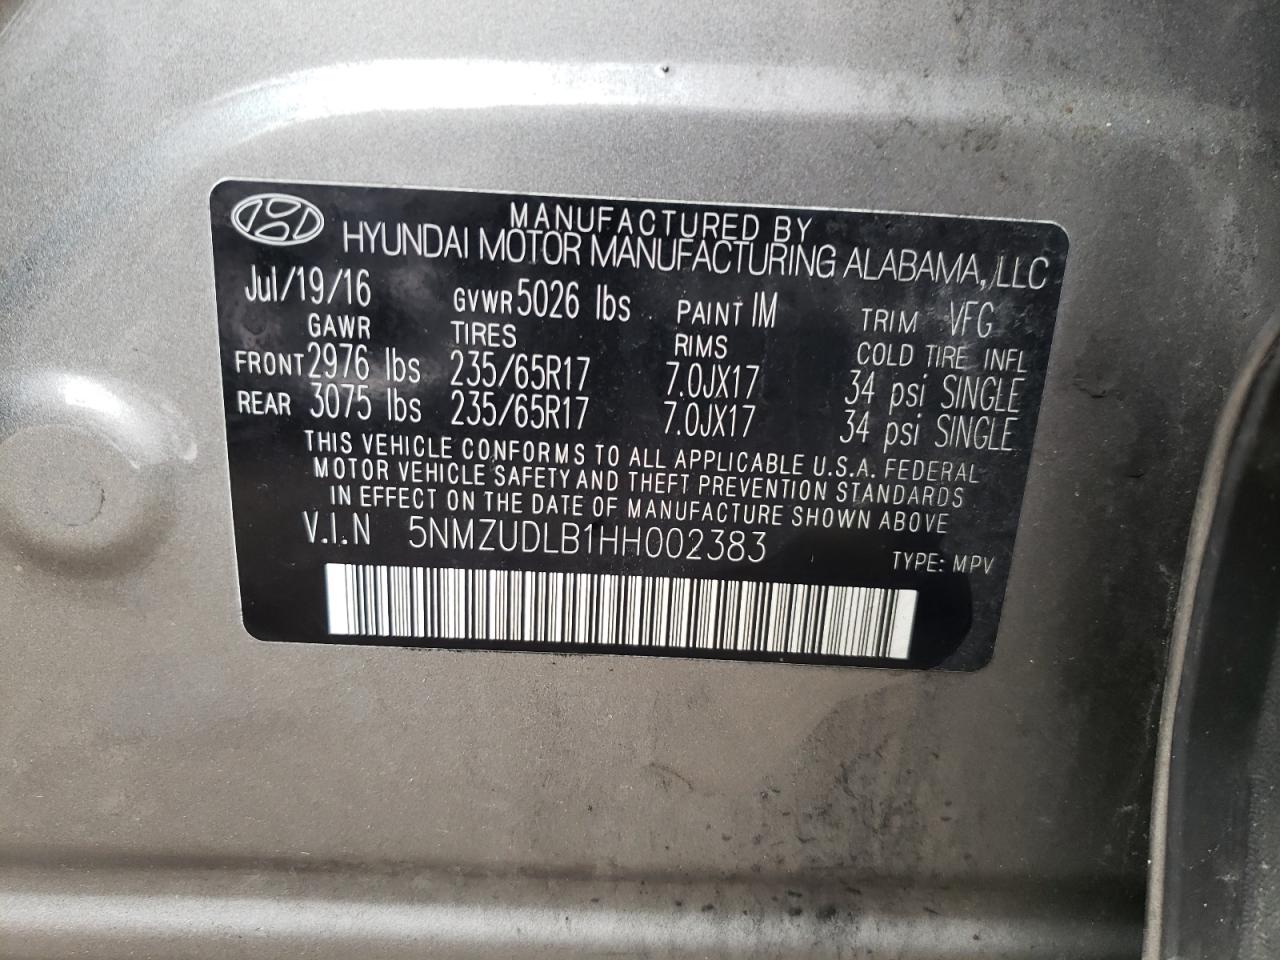 MANUFACTURED BY
HYUNDAI MOTOR MANUFACTURING ALABAMA, LLC
Jul/19/16 GVWR 5026 lbs PAINT IM TRIM VFG
GAWR TIRES RIMS COLD TIRE INFL
FRONT 2976 lbs 235/65R17 7.0JX17 34 psi SINGLE
REAR 3075 lbs 235/65R17 7.0JX17 34 psi SINGLE
THIS VEHICLE CONFORMS TO ALL APPLICABLE U.S.A. FEDERAL
MOTOR VEHICLE SAFETY AND THEFT PREVENTION STANDARDS
IN EFFECT ON THE DATE OF MANUFACTURE SHOWN ABOVE
V.I.N 5NMZUDLB1HH002383 TYPE: MPV